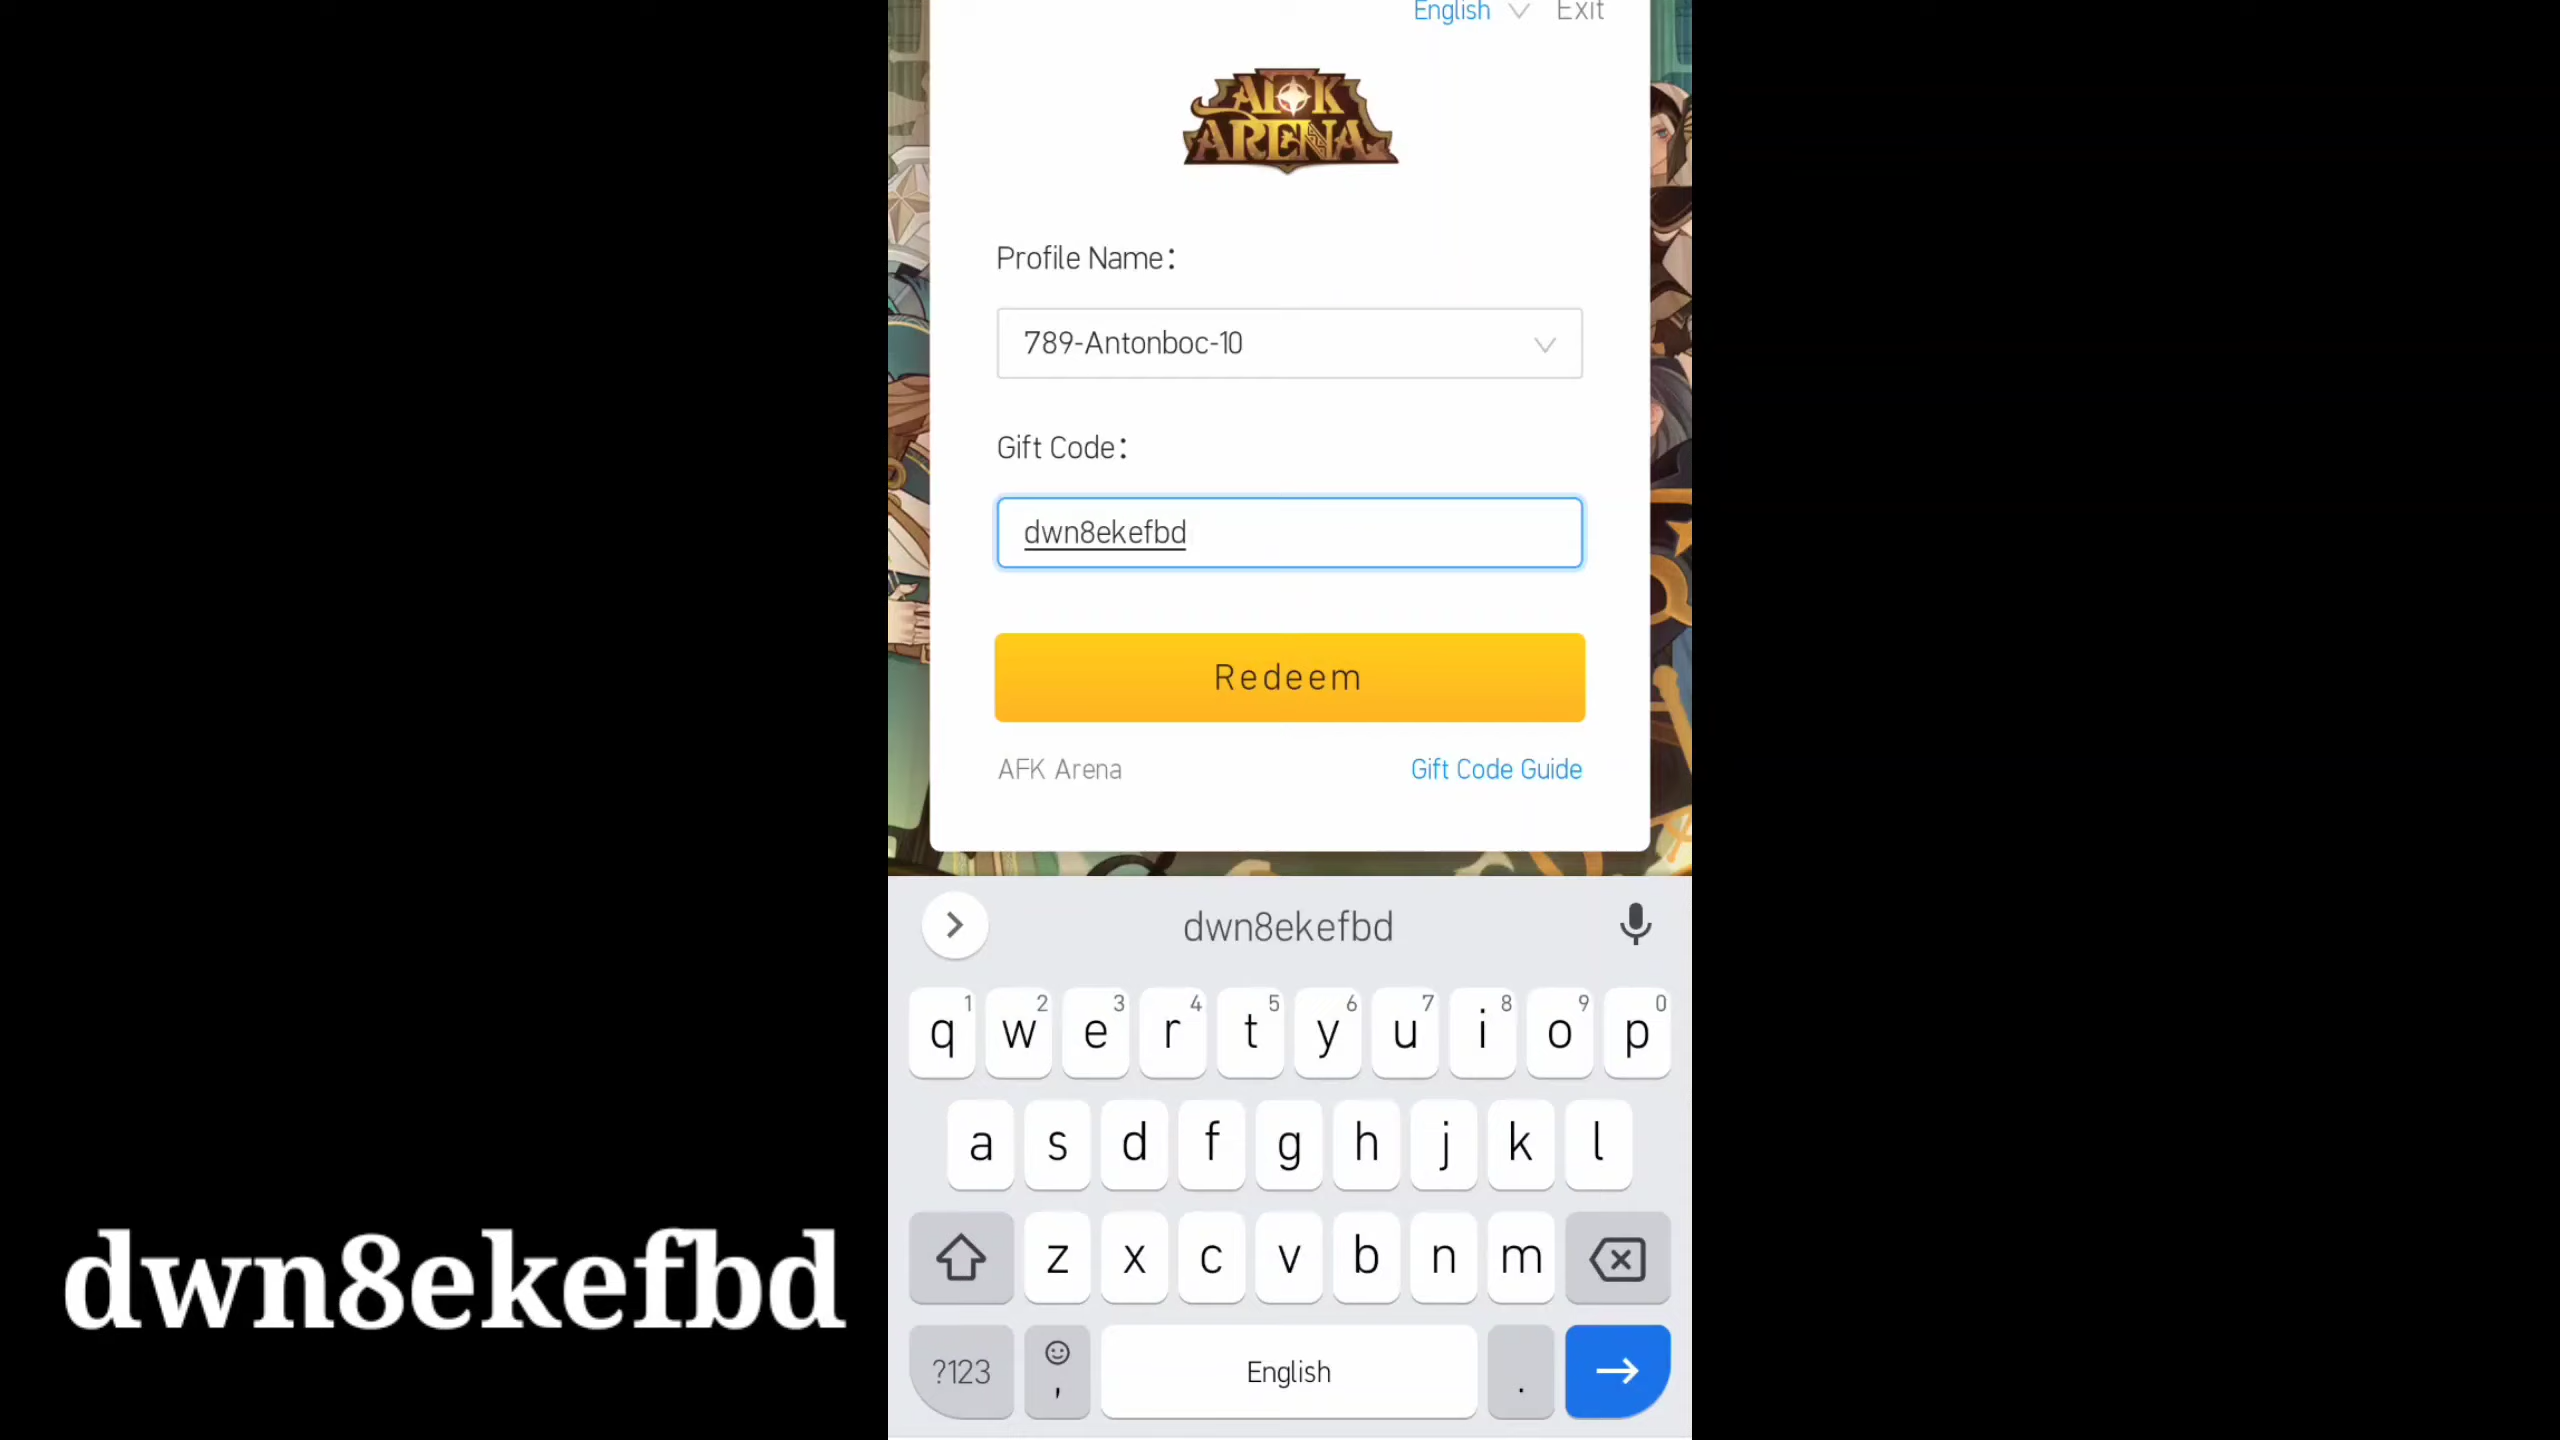 English Exit
AFK
ARENA
Profile Name:
789-Antonboc-10
Gift Code:
dwn8ekefbd
Redeem
AFK Arena Gift Code Guide
dwn8ekefbd
1 2 3 4 5 6 7 8 9 0
q w e r t y u i o p
a s d f g h j k l
z x c v b n m
?123 , English .
dwn8ekefbd